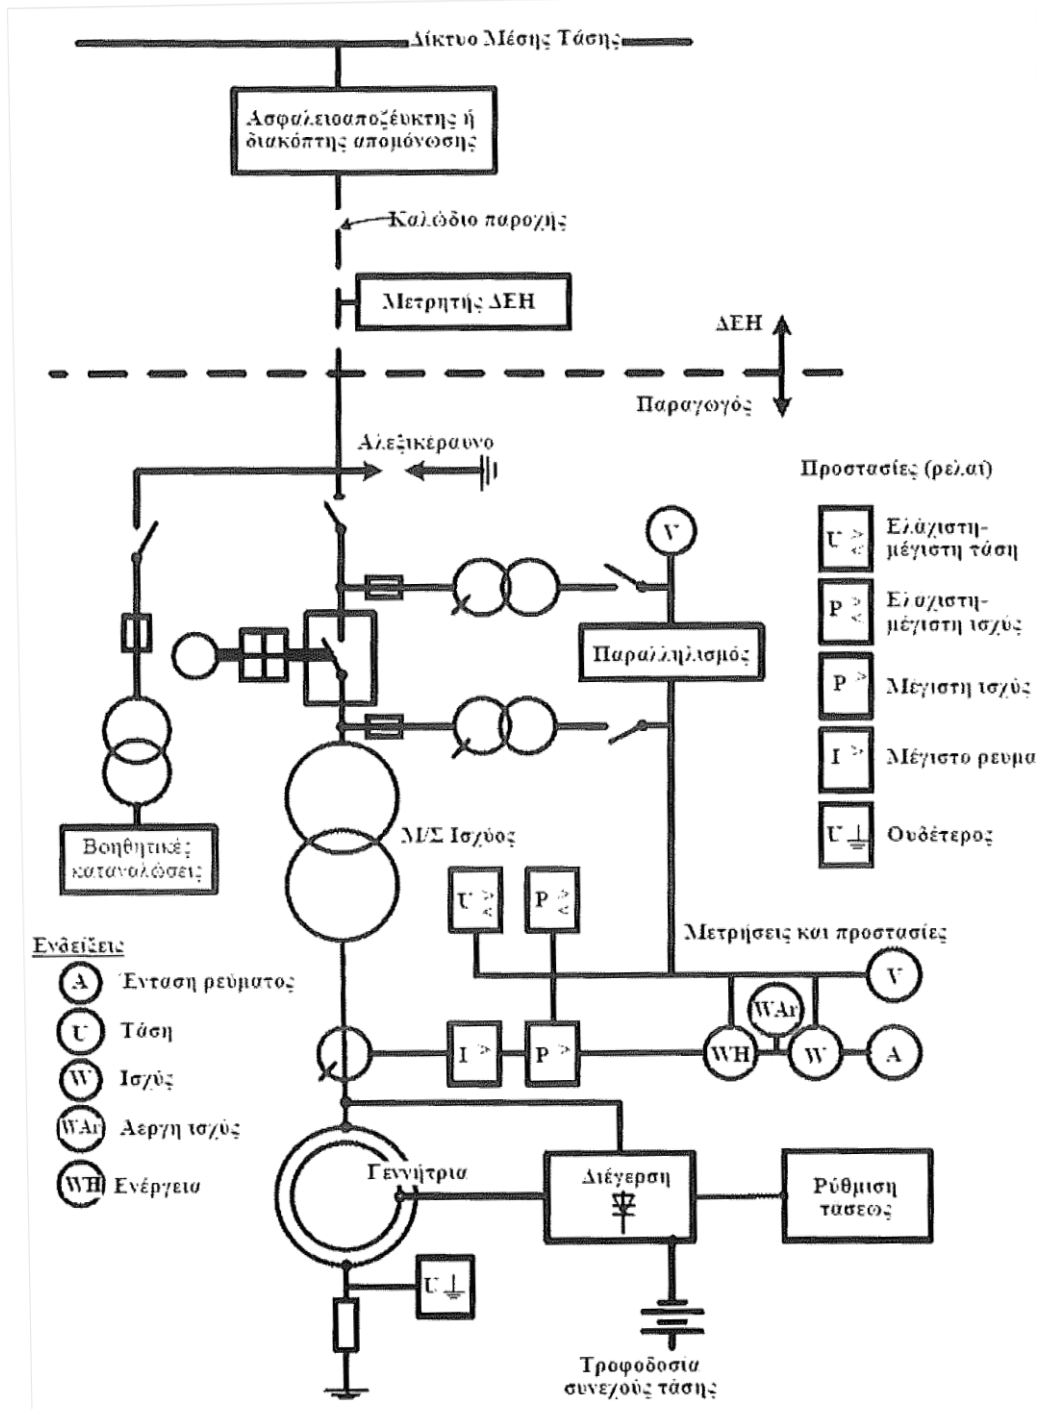 Δίκτυο Μέσης Τάσης
Ασφαλειοαποζέυκτης ή
διακόπτης απομόνωσης
Καλώδιο παροχής
Μετρητής ΔΕΗ
ΔΕΗ
Παραγωγός
Αλεξικέραυνο
Προστασίες (ρελαί)
U > <
Ελάχιστη-
μέγιστη τάση
P > <
Ελαχιστη-
μέγιστη ισχύς
P >
Μέγιστη ισχύς
I >
Μέγιστο ρευμα
U
Ουδέτερος
V
Παραλληλισμός
Μ/Σ Ισχύος
Βοηθητικές
καταναλώσεις
U > <
P > <
Μετρήσεις και προστασίες
V
WAr
I >
P >
WH
W
A
Ενδείξεις
A Ένταση ρεύματος
U Τάση
W Ισχύς
WAr Αεργη ισχύς
WH Ενέργεια
Γεννήτρια
Διέγερση
Ρύθμιση
τασεως
U
Τροφοδοσία
συνεχούς τάσης